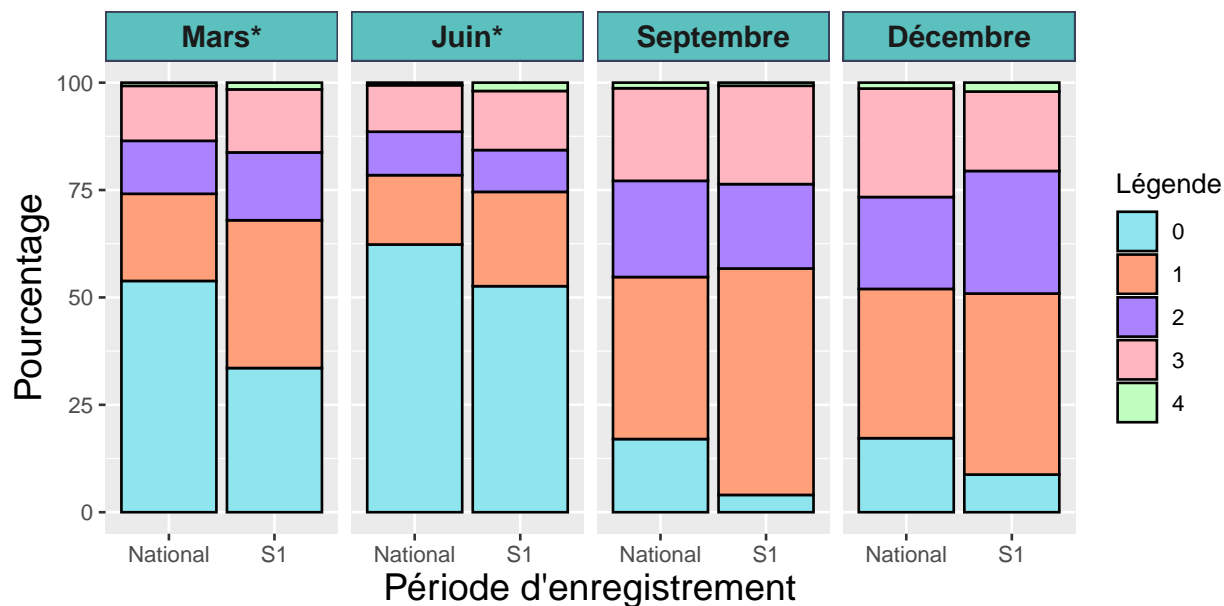 Mars* Juin* Septembre Décembre
100
75
50
25
0
Pourcentage
National S1 National S1 National S1 National S1
Période d'enregistrement
Légende
0
1
2
3
4